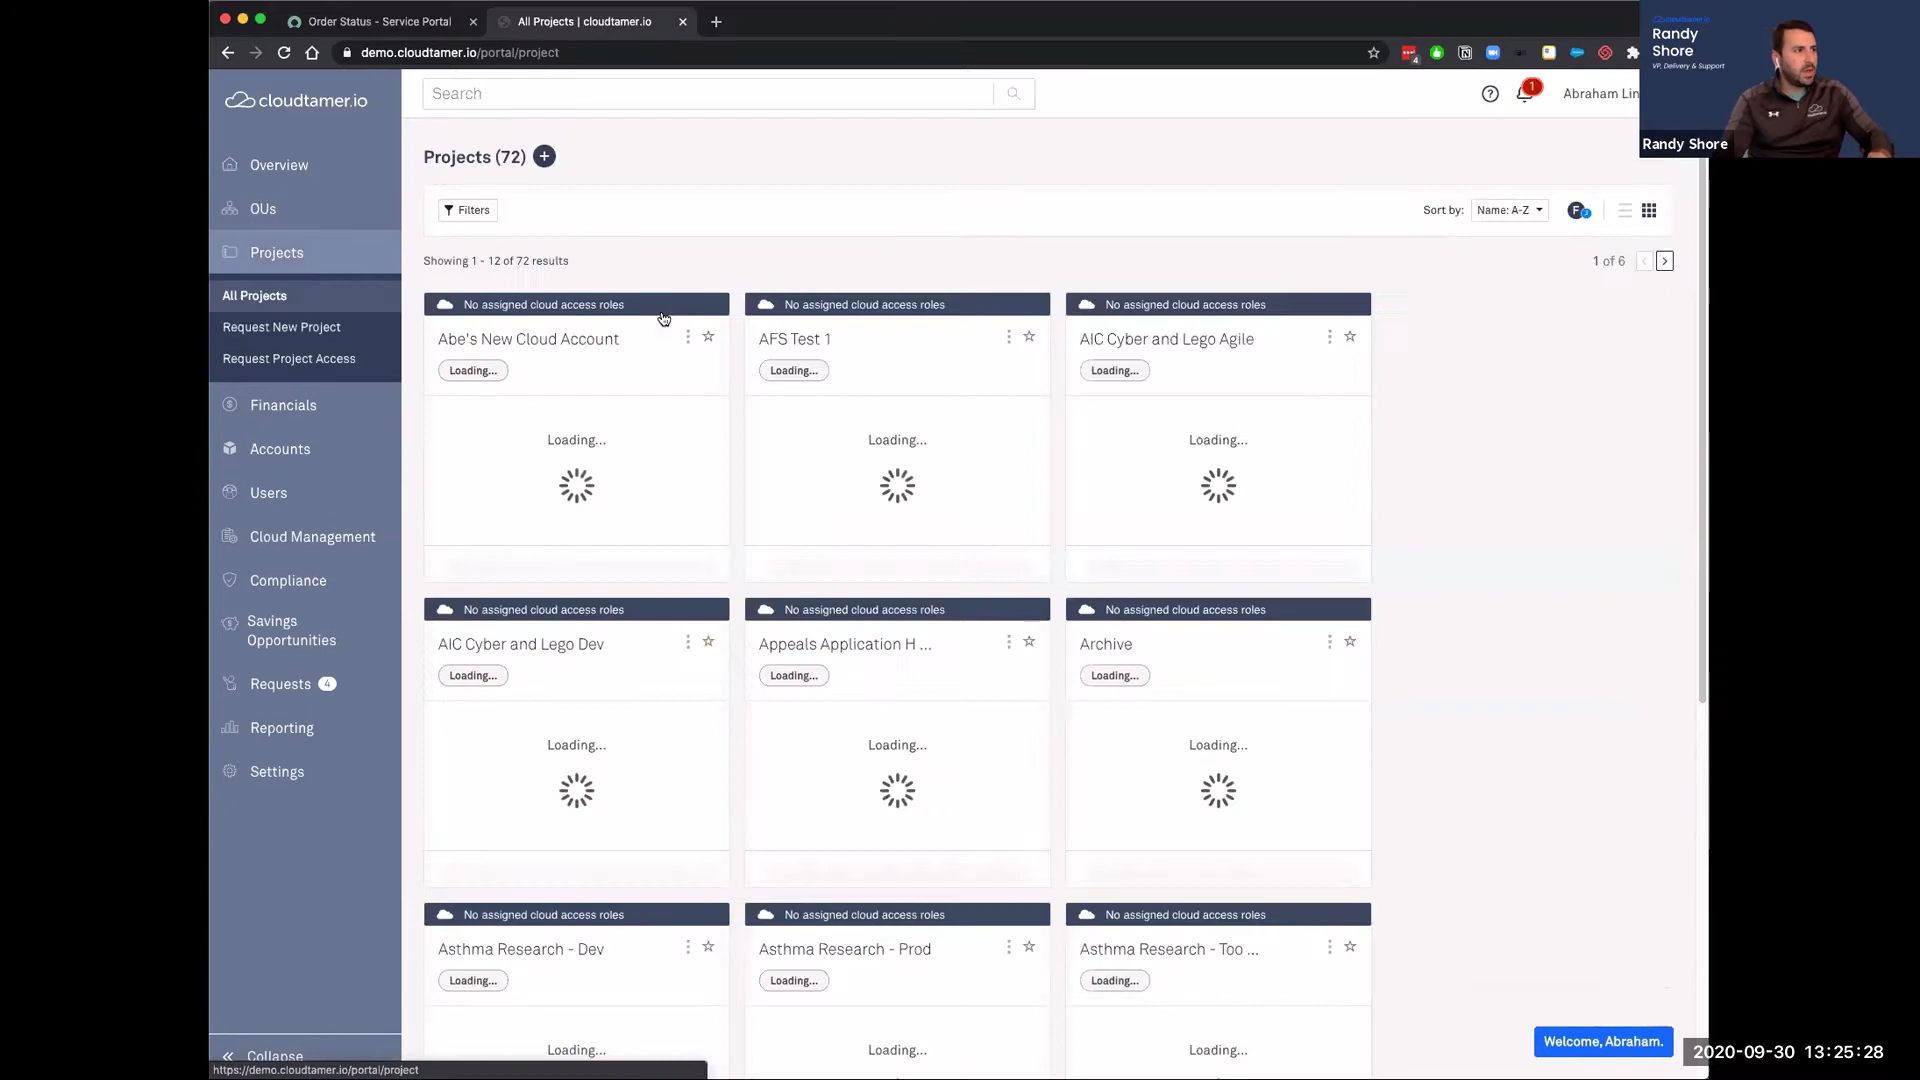 Order Status - Service Portal
All Projects | cloudtamer.io
demo.cloudtamer.io/portal/project
4
cloudtamer.io
Randy
Shore
VP, Delivery & Support
Randy Shore
cloudtamer.io
Search
1
Abraham Lin
Overview
OUs
Projects
All Projects
Request New Project
Request Project Access
Financials
Accounts
Users
Cloud Management
Compliance
Savings
Opportunities
Requests 4
Reporting
Settings
Collapse
Projects (72)
Filters
Sort by: Name: A-Z
F
Showing 1 - 12 of 72 results
1 of 6
No assigned cloud access roles
Abe's New Cloud Account
Loading...
Loading...
No assigned cloud access roles
AFS Test 1
Loading...
Loading...
No assigned cloud access roles
AIC Cyber and Lego Agile
Loading...
Loading...
No assigned cloud access roles
AIC Cyber and Lego Dev
Loading...
Loading...
No assigned cloud access roles
Appeals Application H ...
Loading...
Loading...
No assigned cloud access roles
Archive
Loading...
Loading...
No assigned cloud access roles
Asthma Research - Dev
Loading...
Loading...
No assigned cloud access roles
Asthma Research - Prod
Loading...
Loading...
No assigned cloud access roles
Asthma Research - Too ...
Loading...
Loading...
Welcome, Abraham.
2020-09-30 13:25:28
https://demo.cloudtamer.io/portal/project